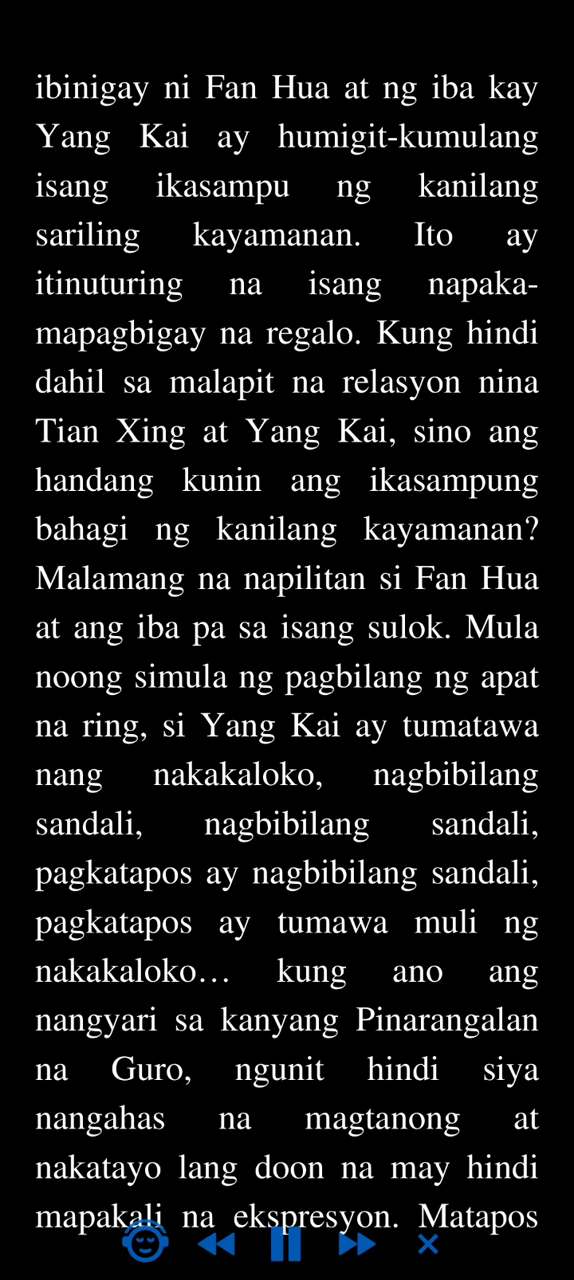 ibinigay ni Fan Hua at ng iba kay
Yang Kai ay humigit-kumulang
isang ikasampu ng kanilang
sariling kayamanan. Ito ay
itinuturing na isang napaka-
mapagbigay na regalo. Kung hindi
dahil sa malapit na relasyon nina
Tian Xing at Yang Kai, sino ang
handang kunin ang ikasampung
bahagi ng kanilang kayamanan?
Malamang na napilitan si Fan Hua
at ang iba pa sa isang sulok. Mula
noong simula ng pagbilang ng apat
na ring, si Yang Kai ay tumatawa
nang nakakaloko, nagbibilang
sandali, nagbibilang sandali,
pagkatapos ay nagbibilang sandali,
pagkatapos ay tumawa muli ng
nakakaloko… kung ano ang
nangyari sa kanyang Pinarangalan
na Guro, ngunit hindi siya
nangahas na magtanong at
nakatayo lang doon na may hindi
mapakali na ekspresyon. Matapos